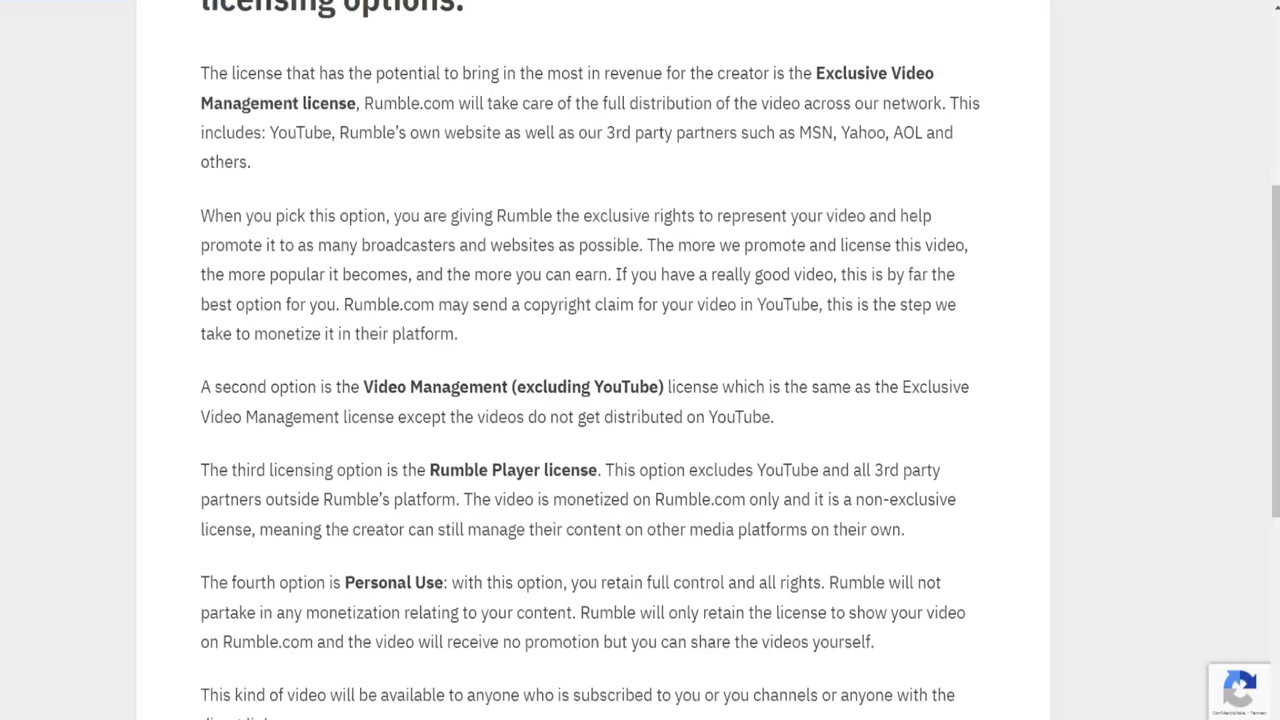 licensing options.
The license that has the potential to bring in the most in revenue for the creator is the Exclusive Video
Management license, Rumble.com will take care of the full distribution of the video across our network. This
includes: YouTube, Rumble’s own website as well as our 3rd party partners such as MSN, Yahoo, AOL and
others.
When you pick this option, you are giving Rumble the exclusive rights to represent your video and help
promote it to as many broadcasters and websites as possible. The more we promote and license this video,
the more popular it becomes, and the more you can earn. If you have a really good video, this is by far the
best option for you. Rumble.com may send a copyright claim for your video in YouTube, this is the step we
take to monetize it in their platform.
A second option is the Video Management (excluding YouTube) license which is the same as the Exclusive
Video Management license except the videos do not get distributed on YouTube.
The third licensing option is the Rumble Player license. This option excludes YouTube and all 3rd party
partners outside Rumble’s platform. The video is monetized on Rumble.com only and it is a non-exclusive
license, meaning the creator can still manage their content on other media platforms on their own.
The fourth option is Personal Use: with this option, you retain full control and all rights. Rumble will not
partake in any monetization relating to your content. Rumble will only retain the license to show your video
on Rumble.com and the video will receive no promotion but you can share the videos yourself.
This kind of video will be available to anyone who is subscribed to you or you channels or anyone with the